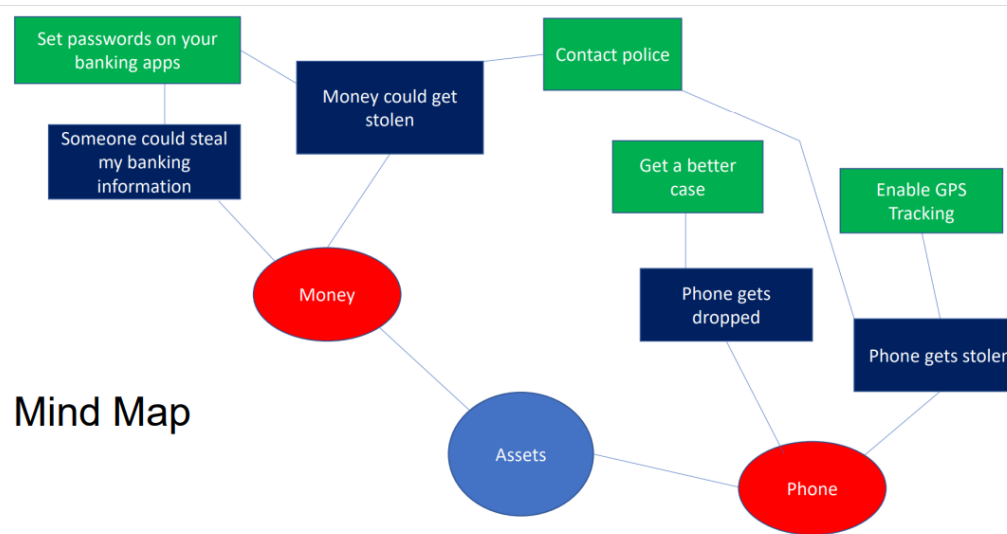 Set passwords on your
banking apps
Contact police
Money could get
stolen
Someone could steal
my banking
information
Get a better
case
Enable GPS
Tracking
Money
Phone gets
dropped
Phone gets stolen
Mind Map
Assets
Phone